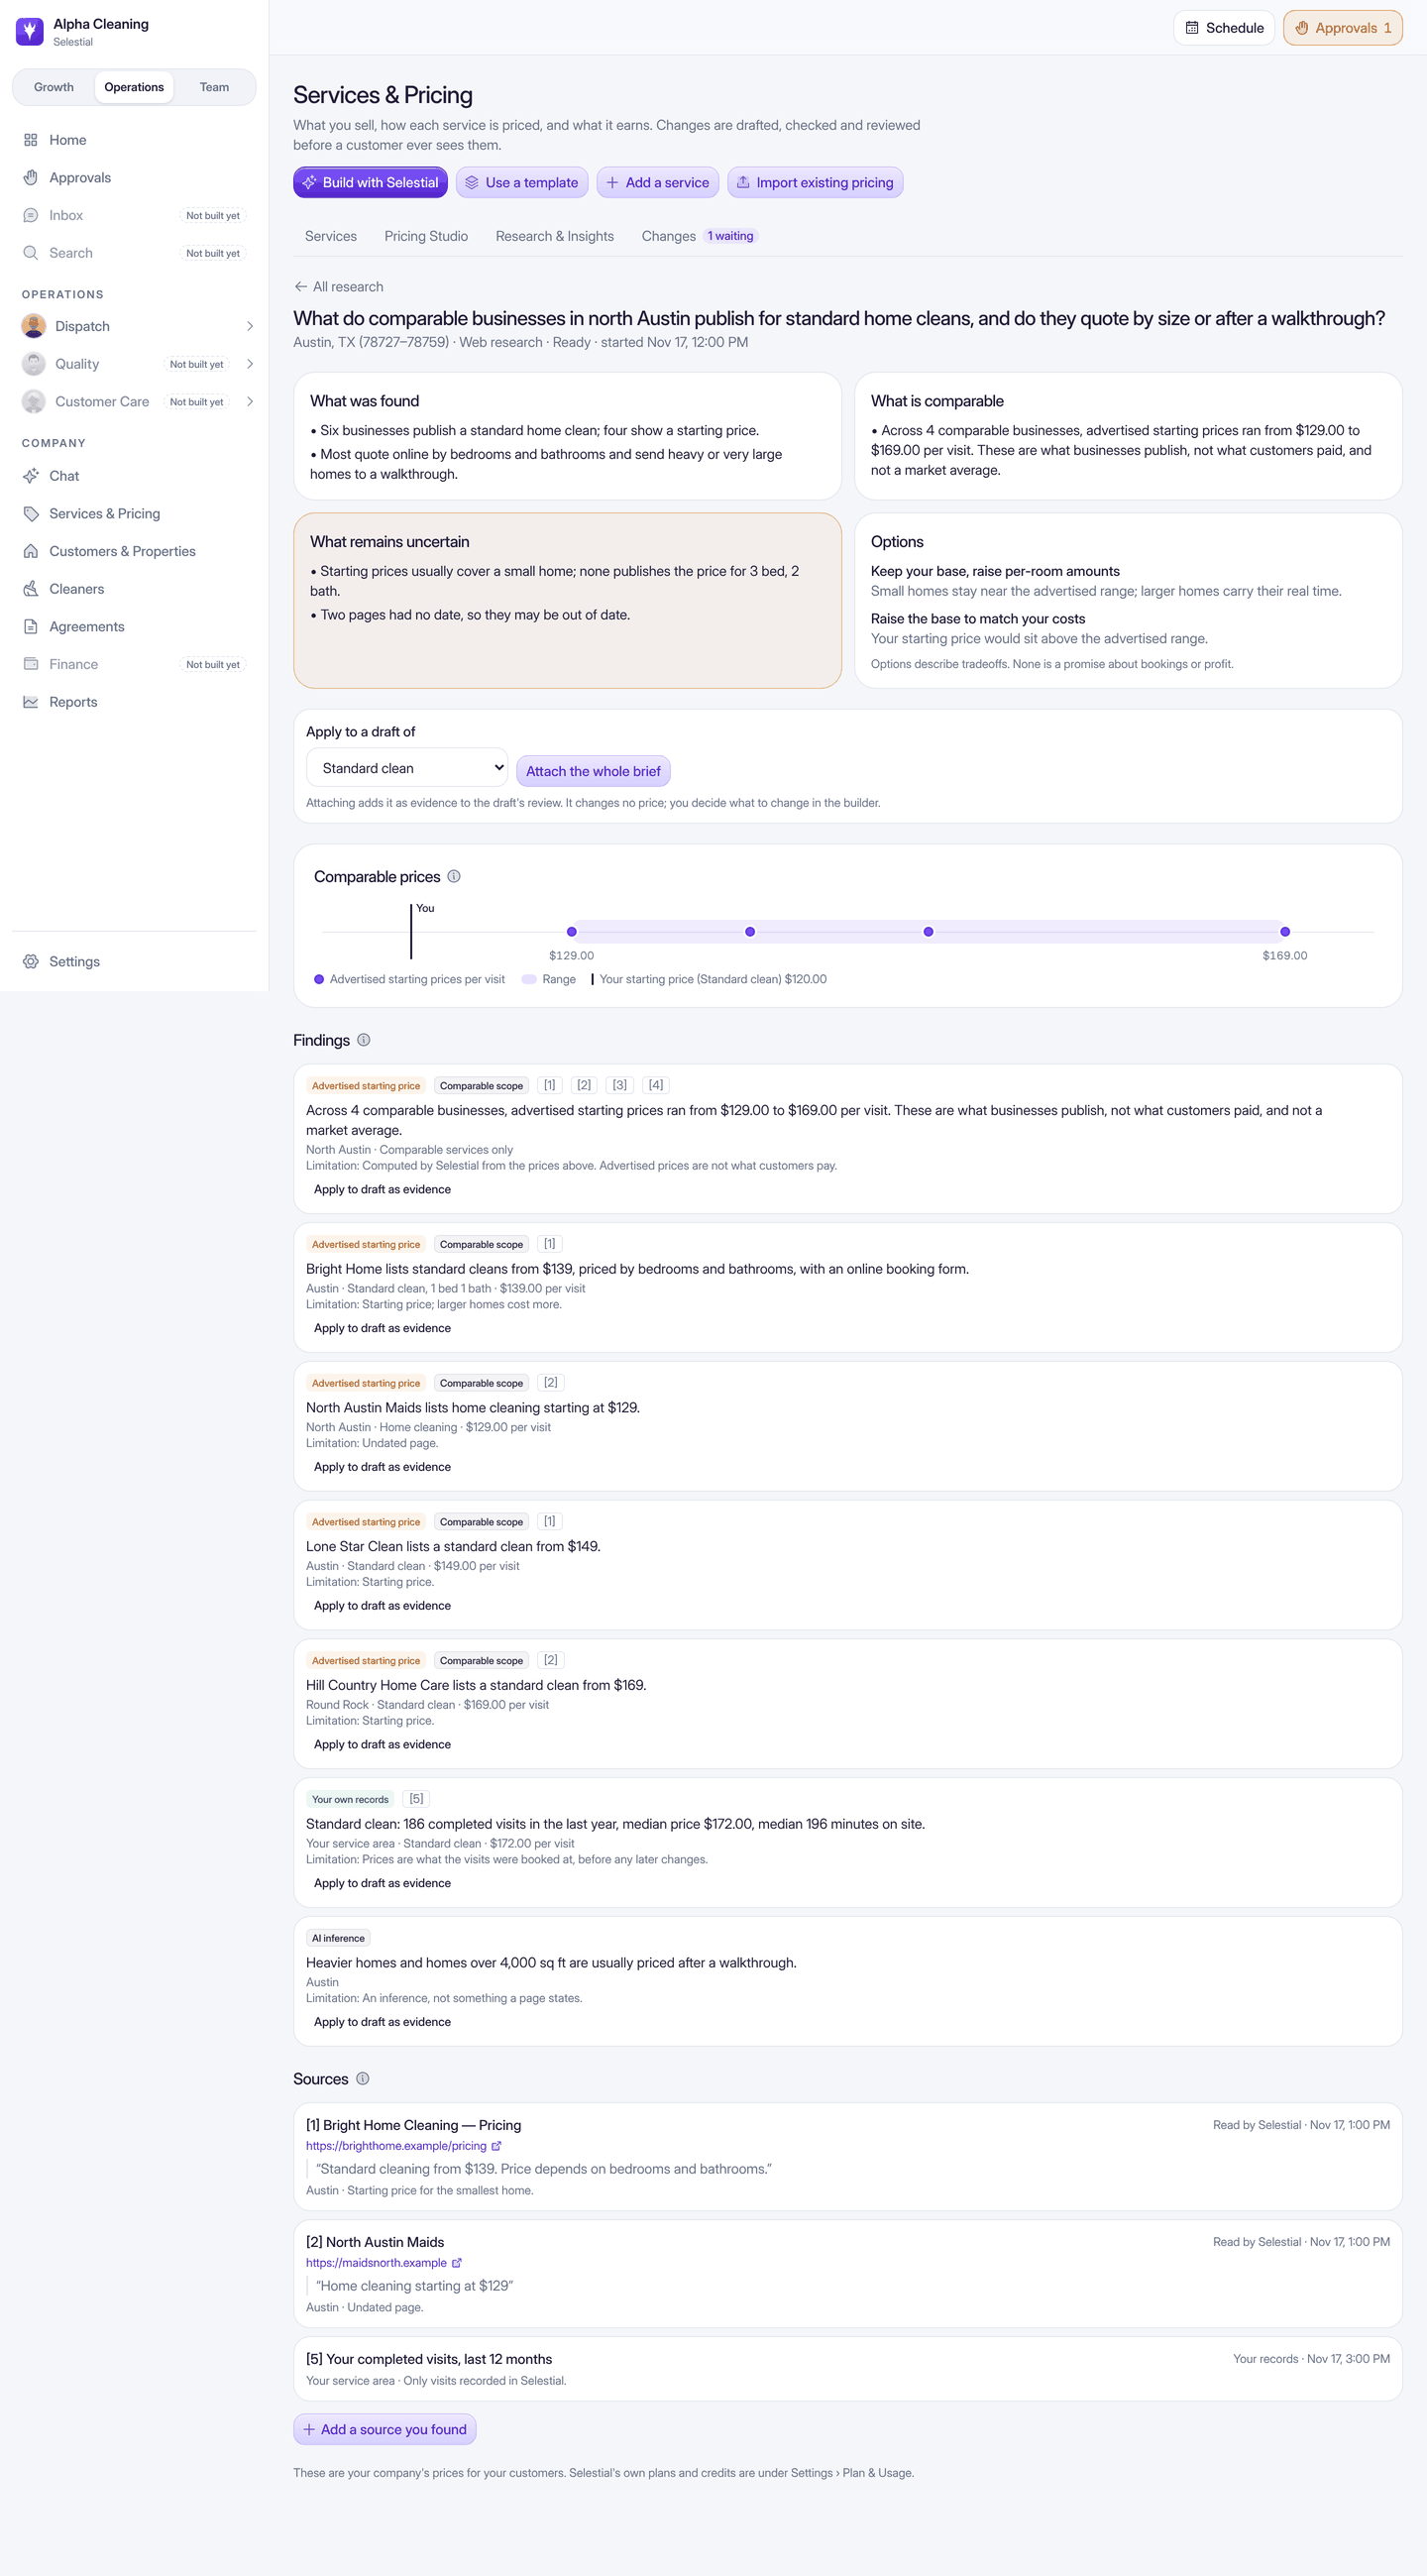 Alpha Cleaning
Selestial
Growth
Operations
Team
Home
Approvals
Inbox
Not built yet
Search
Not built yet
OPERATIONS
Dispatch
Quality
Not built yet
Customer Care
Not built yet
COMPANY
Chat
Services & Pricing
Customers & Properties
Cleaners
Agreements
Finance
Not built yet
Reports
Settings
Schedule
Approvals 1
Services & Pricing
What you sell, how each service is priced, and what it earns. Changes are drafted, checked and reviewed
before a customer ever sees them.
Build with Selestial
Use a template
Add a service
Import existing pricing
Services
Pricing Studio
Research & Insights
Changes
1 waiting
All research
What do comparable businesses in north Austin publish for standard home cleans, and do they quote by size or after a walkthrough?
Austin, TX (78727–78759) · Web research · Ready · started Nov 17, 12:00 PM
What was found
• Six businesses publish a standard home clean; four show a starting price.
• Most quote online by bedrooms and bathrooms and send heavy or very large
homes to a walkthrough.
What is comparable
• Across 4 comparable businesses, advertised starting prices ran from $129.00 to
$169.00 per visit. These are what businesses publish, not what customers paid, and
not a market average.
What remains uncertain
• Starting prices usually cover a small home; none publishes the price for 3 bed, 2
bath.
• Two pages had no date, so they may be out of date.
Options
Keep your base, raise per-room amounts
Small homes stay near the advertised range; larger homes carry their real time.
Raise the base to match your costs
Your starting price would sit above the advertised range.
Options describe tradeoffs. None is a promise about bookings or profit.
Apply to a draft of
Standard clean
Attach the whole brief
Attaching adds it as evidence to the draft's review. It changes no price; you decide what to change in the builder.
Comparable prices
You
$129.00
$169.00
Advertised starting prices per visit
Range
Your starting price (Standard clean) $120.00
Findings
Advertised starting price
Comparable scope
[1]
[2]
[3]
[4]
Across 4 comparable businesses, advertised starting prices ran from $129.00 to $169.00 per visit. These are what businesses publish, not what customers paid, and not a
market average.
North Austin · Comparable services only
Limitation: Computed by Selestial from the prices above. Advertised prices are not what customers pay.
Apply to draft as evidence
Advertised starting price
Comparable scope
[1]
Bright Home lists standard cleans from $139, priced by bedrooms and bathrooms, with an online booking form.
Austin · Standard clean, 1 bed 1 bath · $139.00 per visit
Limitation: Starting price; larger homes cost more.
Apply to draft as evidence
Advertised starting price
Comparable scope
[2]
North Austin Maids lists home cleaning starting at $129.
North Austin · Home cleaning · $129.00 per visit
Limitation: Undated page.
Apply to draft as evidence
Advertised starting price
Comparable scope
[1]
Lone Star Clean lists a standard clean from $149.
Austin · Standard clean · $149.00 per visit
Limitation: Starting price.
Apply to draft as evidence
Advertised starting price
Comparable scope
[2]
Hill Country Home Care lists a standard clean from $169.
Round Rock · Standard clean · $169.00 per visit
Limitation: Starting price.
Apply to draft as evidence
Your own records
[5]
Standard clean: 186 completed visits in the last year, median price $172.00, median 196 minutes on site.
Your service area · Standard clean · $172.00 per visit
Limitation: Prices are what the visits were booked at, before any later changes.
Apply to draft as evidence
AI inference
Heavier homes and homes over 4,000 sq ft are usually priced after a walkthrough.
Austin
Limitation: An inference, not something a page states.
Apply to draft as evidence
Sources
[1] Bright Home Cleaning — Pricing
Read by Selestial · Nov 17, 1:00 PM
https://brighthome.example/pricing
“Standard cleaning from $139. Price depends on bedrooms and bathrooms.”
Austin · Starting price for the smallest home.
[2] North Austin Maids
Read by Selestial · Nov 17, 1:00 PM
https://maidsnorth.example
“Home cleaning starting at $129”
Austin · Undated page.
[5] Your completed visits, last 12 months
Your records · Nov 17, 3:00 PM
Your service area · Only visits recorded in Selestial.
Add a source you found
These are your company's prices for your customers. Selestial's own plans and credits are under Settings › Plan & Usage.